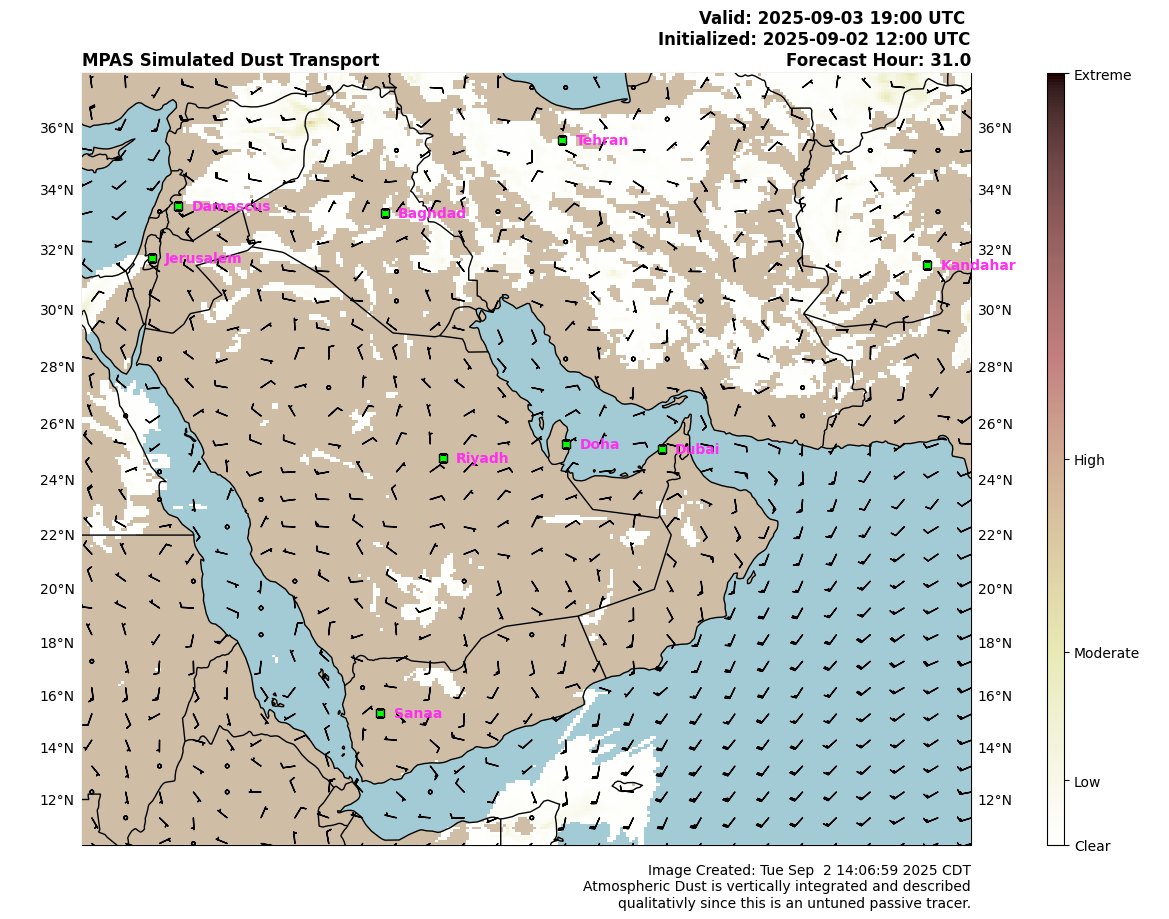 Valid: 2025-09-03 19:00 UTC
Initialized: 2025-09-02 12:00 UTC
MPAS Simulated Dust Transport
Forecast Hour: 31.0
Extreme
36°N
36°N
Tehran
34°N
34°N
Damascus
Baghdad
32°N
32°N
Jerusalem
Kandahar
30°N
30°N
28°N
28°N
26°N
26°N
Doha
Dubai
Riyadh
High
24°N
24°N
22°N
22°N
20°N
20°N
18°N
18°N
Moderate
16°N
16°N
Sanaa
14°N
14°N
Low
12°N
12°N
Clear
Image Created: Tue Sep  2 14:06:59 2025 CDT
Atmospheric Dust is vertically integrated and described
qualitativly since this is an untuned passive tracer.